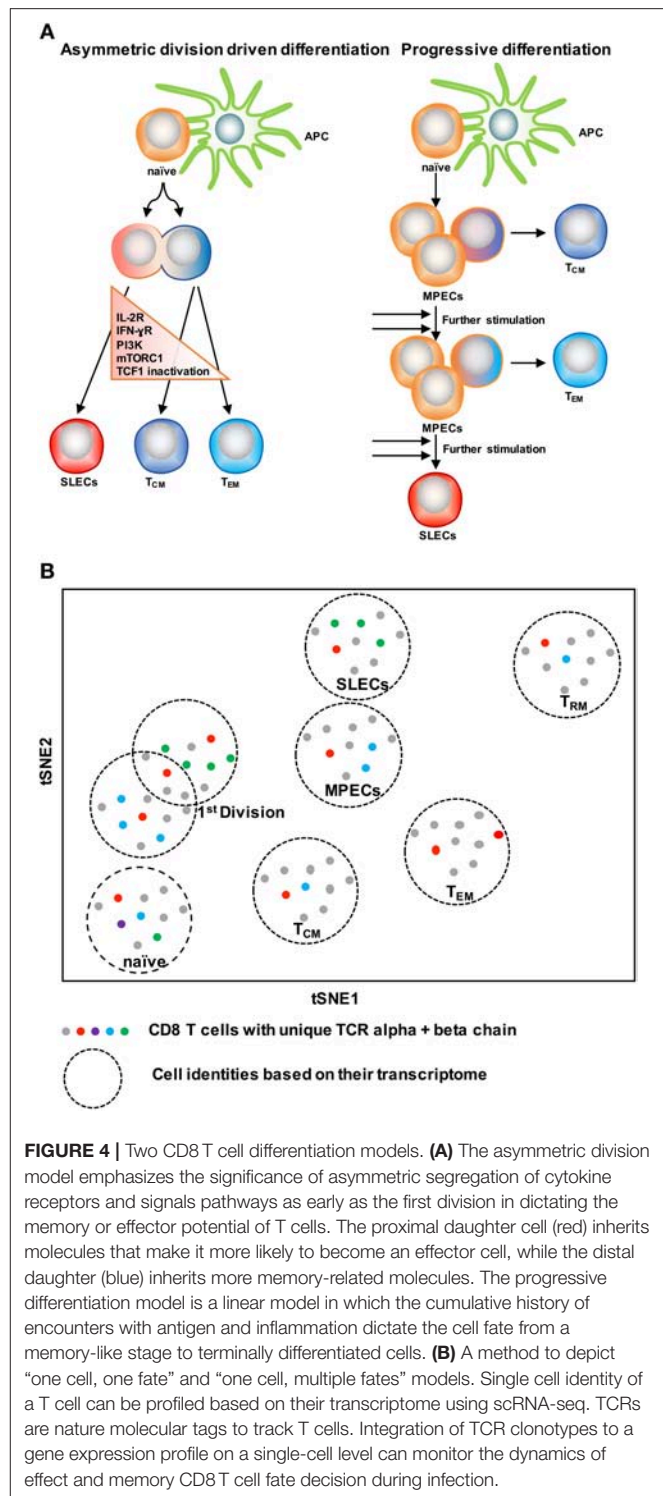 A
Asymmetric division driven differentiation
Progressive differentiation
APC
naïve
APC
naïve
IL-2R
IFN-ɣR
PI3K
mTORC1
TCF1 inactivation
SLECs
TCM
TEM
MPECs
TCM
Further stimulation
MPECs
TEM
Further stimulation
SLECs
B
tSNE2
SLECs
TRM
MPECs
1st Division
TEM
TCM
naïve
tSNE1
CD8 T cells with unique TCR alpha + beta chain
Cell identities based on their transcriptome
FIGURE 4 | Two CD8 T cell differentiation models. (A) The asymmetric division
model emphasizes the significance of asymmetric segregation of cytokine
receptors and signals pathways as early as the first division in dictating the
memory or effector potential of T cells. The proximal daughter cell (red) inherits
molecules that make it more likely to become an effector cell, while the distal
daughter (blue) inherits more memory-related molecules. The progressive
differentiation model is a linear model in which the cumulative history of
encounters with antigen and inflammation dictate the cell fate from a
memory-like stage to terminally differentiated cells. (B) A method to depict
“one cell, one fate” and “one cell, multiple fates” models. Single cell identity of
a T cell can be profiled based on their transcriptome using scRNA-seq. TCRs
are nature molecular tags to track T cells. Integration of TCR clonotypes to a
gene expression profile on a single-cell level can monitor the dynamics of
effect and memory CD8 T cell fate decision during infection.